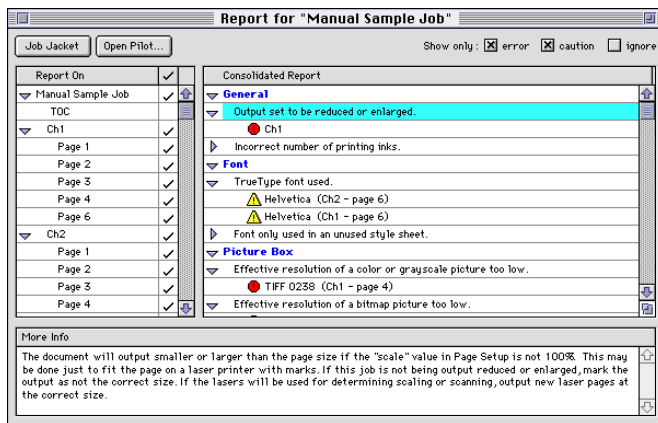 Report for "Manual Sample Job"
Job Jacket
Open Pilot...
Show only : error caution ignore
Report On
Manual Sample Job
TOC
Ch1
Page 1
Page 2
Page 3
Page 4
Page 6
Ch2
Page 1
Page 2
Page 3
Page 4
Consolidated Report
General
Output set to be reduced or enlarged.
Ch1
Incorrect number of printing inks.
Font
TrueType font used.
Helvetica (Ch2 - page 6)
Helvetica (Ch1 - page 6)
Font only used in an unused style sheet.
Picture Box
Effective resolution of a color or grayscale picture too low.
TIFF 0238 (Ch1 - page 4)
Effective resolution of a bitmap picture too low.
More Info
The document will output smaller or larger than the page size if the "scale" value in Page Setup is not 100%. This may
be done just to fit the page on a laser printer with marks. If this job is not being output reduced or enlarged, mark the
output as not the correct size. If the lasers will be used for determining scaling or scanning, output new laser pages at
the correct size.